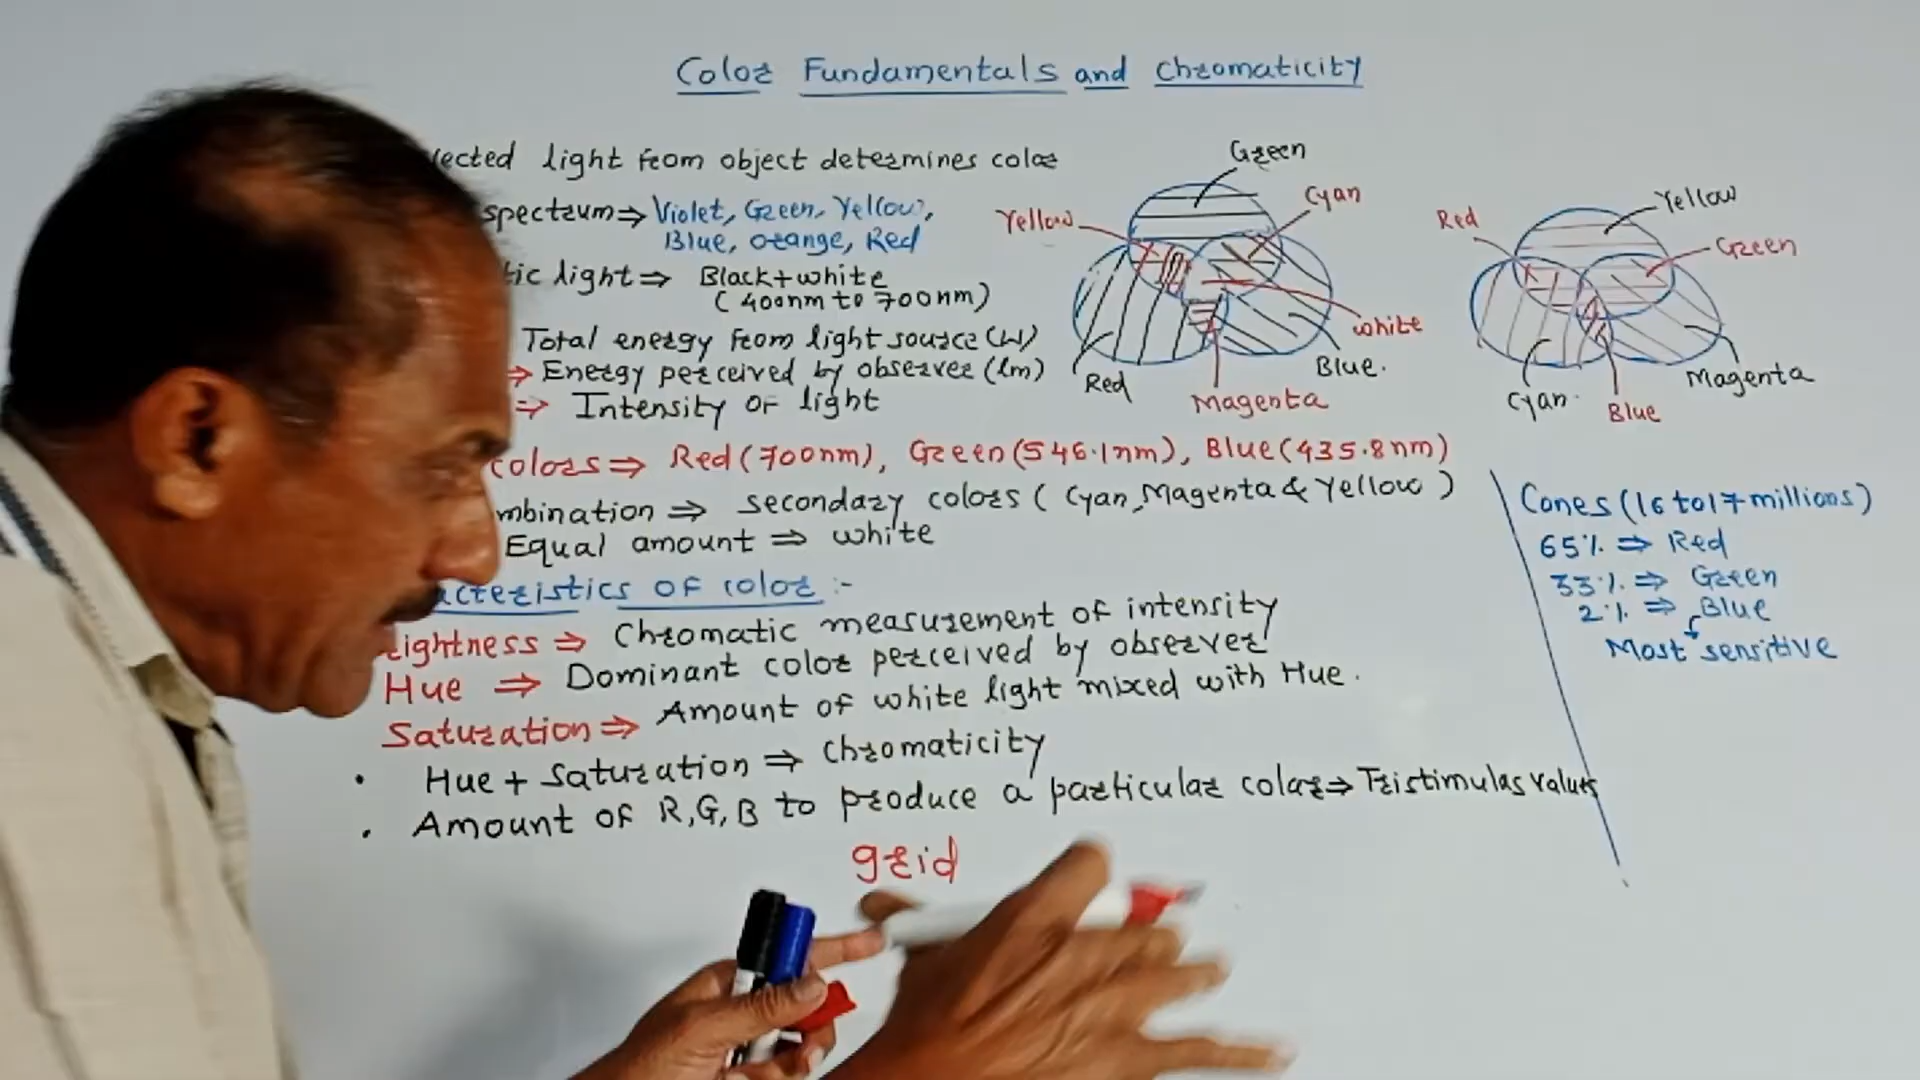 Color Fundamentals and Chromaticity
light from object determines color
spectrum ⇒ Violet, Green, Yellow,
Blue, Orange, Red
light ⇒ Black+white
(400nm to 700nm)
Total energy from light source (W)
⇒ Energy perceived by observer (lm)
⇒ Intensity of light
colors ⇒ Red(700nm), Green(546.1nm), Blue(435.8nm)
⇒ secondary colors (Cyan, Magenta & Yellow)
Equal amount ⇒ white
of color :-
⇒ Chromatic measurement of intensity
Hue ⇒ Dominant color perceived by observer
Saturation ⇒ Amount of white light mixed with Hue.
• Hue + Saturation ⇒ Chromaticity
• Amount of R,G,B to produce a particular color ⇒ Tristimulas values
grid
Green
Yellow
Cyan
white
Red
Blue.
Magenta
Red
Yellow
Green
Cyan
Blue
Magenta
Cones (16 to 17 millions)
65% ⇒ Red
33% ⇒ Green
2% ⇒ Blue
Most sensitive